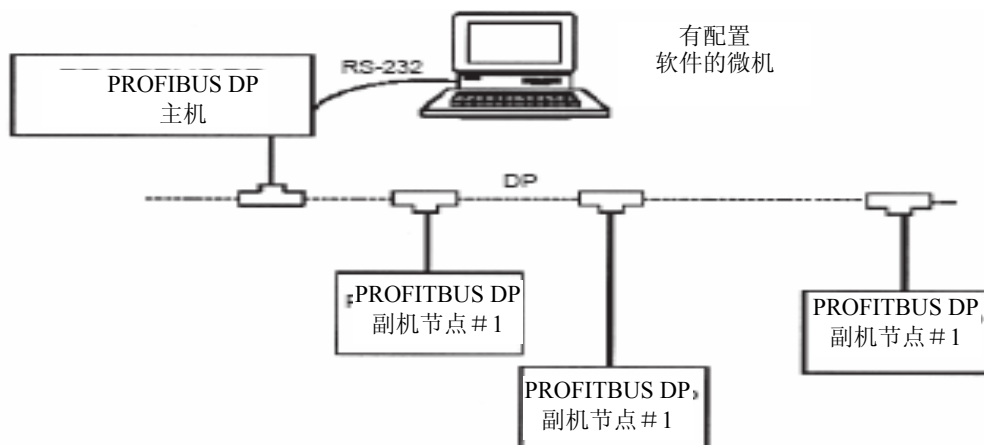 有配置
软件的微机
RS-232
PROFIBUS DP
主机
DP
PROFITBUS DP
副机节点＃1
PROFITBUS DP
副机节点＃1
PROFITBUS DP
副机节点＃1